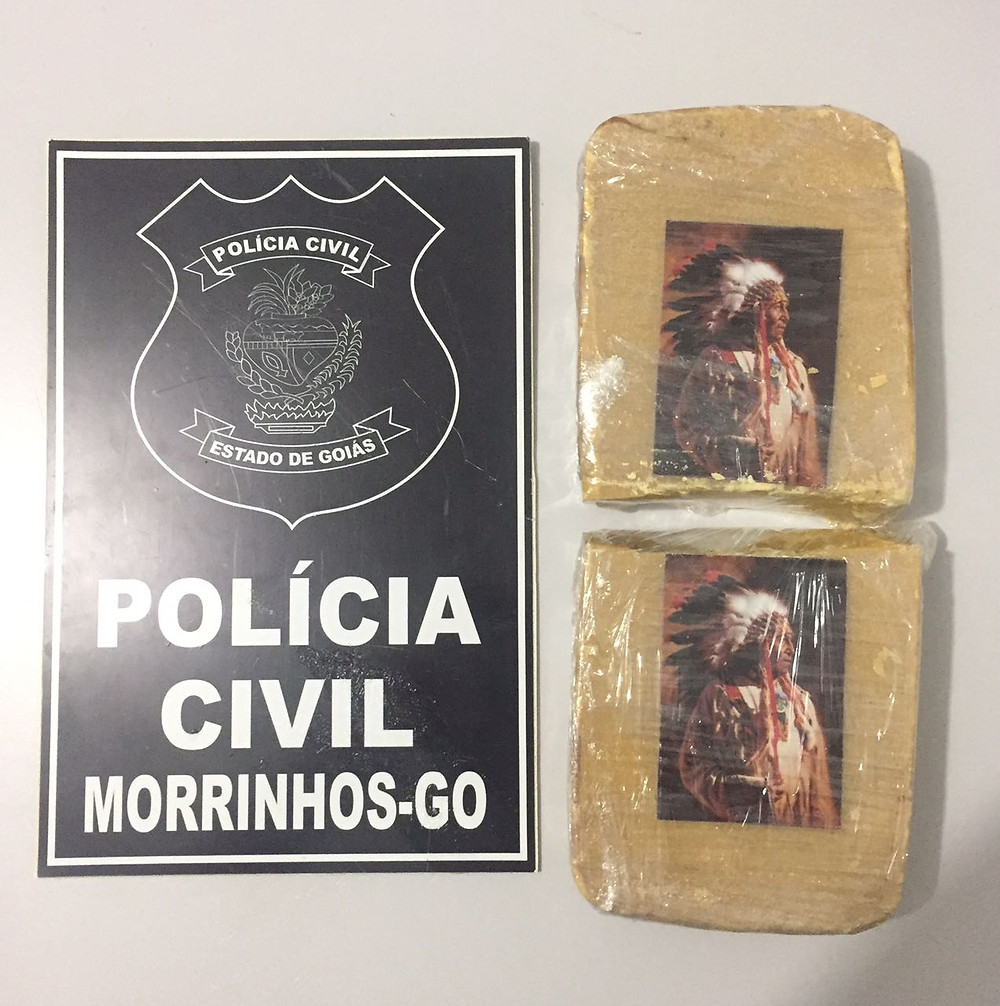 POLÍCIA CIVIL
ESTADO DE GOIÁS
POLÍCIA
CIVIL
MORRINHOS-GO